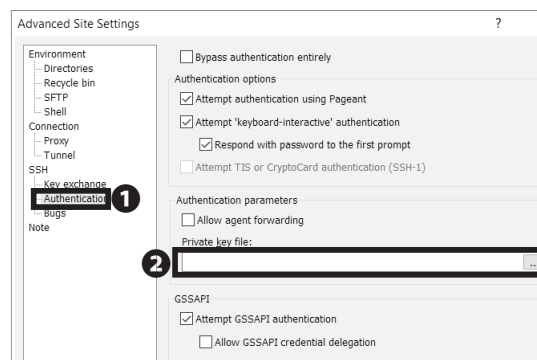 Advanced Site Settings ?
Environment
Directories
Recycle bin
SFTP
Shell
Connection
Proxy
Tunnel
SSH
Key exchange
Authentication 1
Bugs
Note
Bypass authentication entirely
Authentication options
Attempt authentication using Pageant
Attempt 'keyboard-interactive' authentication
Respond with password to the first prompt
Attempt TIS or CryptoCard authentication (SSH-1)
Authentication parameters
Allow agent forwarding
Private key file:
2 ..
GSSAPI
Attempt GSSAPI authentication
Allow GSSAPI credential delegation